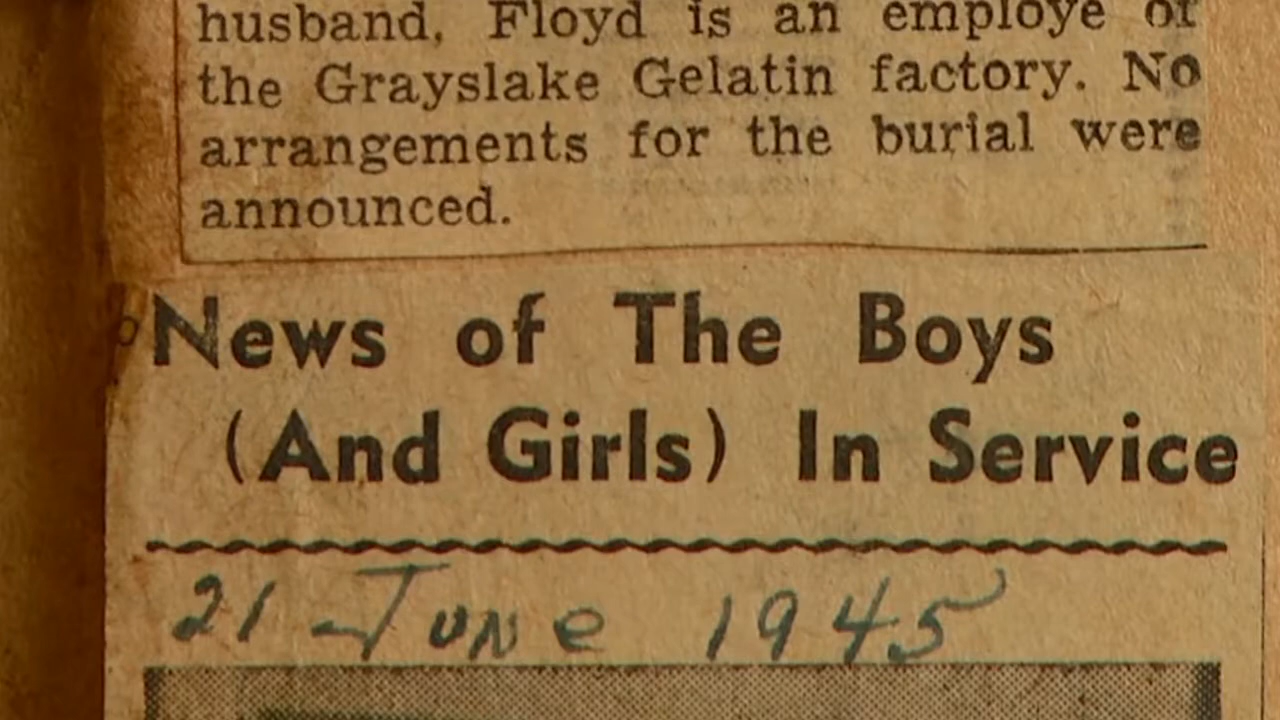 husband, Floyd is an employe of
the Grayslake Gelatin factory. No
arrangements for the burial were
announced.
News of The Boys
(And Girls) In Service
21 June 1945